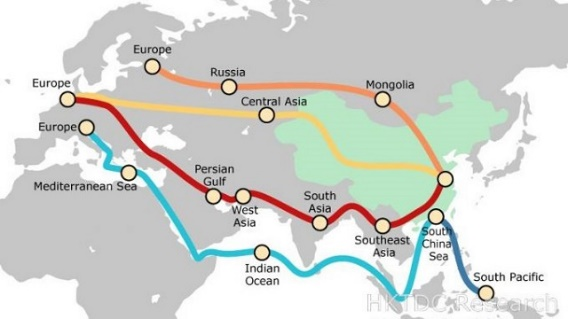 Europe
Russia
Mongolia
Europe
Central Asia
Europe
Mediterranean Sea
Persian
Gulf
West
Asia
South
Asia
Southeast
Asia
South
China
Sea
Indian
Ocean
South Pacific
HKTDC Research